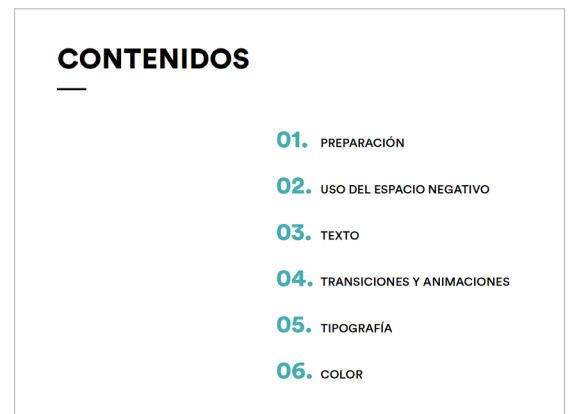 CONTENIDOS
01. PREPARACIÓN
02. USO DEL ESPACIO NEGATIVO
03. TEXTO
04. TRANSICIONES Y ANIMACIONES
05. TIPOGRAFÍA
06. COLOR